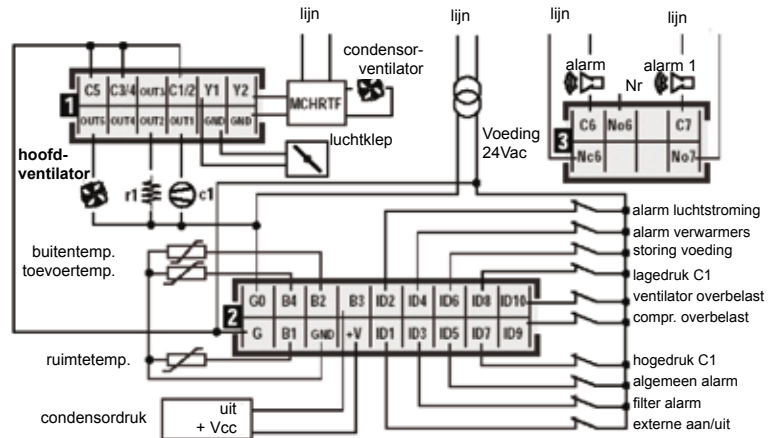 lijn
lijn
lijn
lijn
condensor-
ventilator
alarm
alarm 1
Nr
C5 C3/4 OUT3 C1/2 Y1 Y2
1
OUT5 OUT4 OUT2 OUT1 GND GND
MCHRTF
C6 No6 C7
3
Nc6 No7
Voeding
24Vac
luchtklep
hoofd-
ventilator
r1
c1
alarm luchtstroming
alarm verwarmers
storing voeding
lagedruk C1
ventilator overbelast
compr. overbelast
buitentemp.
toevoertemp.
G0 B4 B2 B3 ID2 ID4 ID6 ID8 ID10
2
G B1 GND +V ID1 ID3 ID5 ID7 ID9
ruimtetemp.
hogedruk C1
algemeen alarm
filter alarm
externe aan/uit
condensordruk
uit
+ Vcc